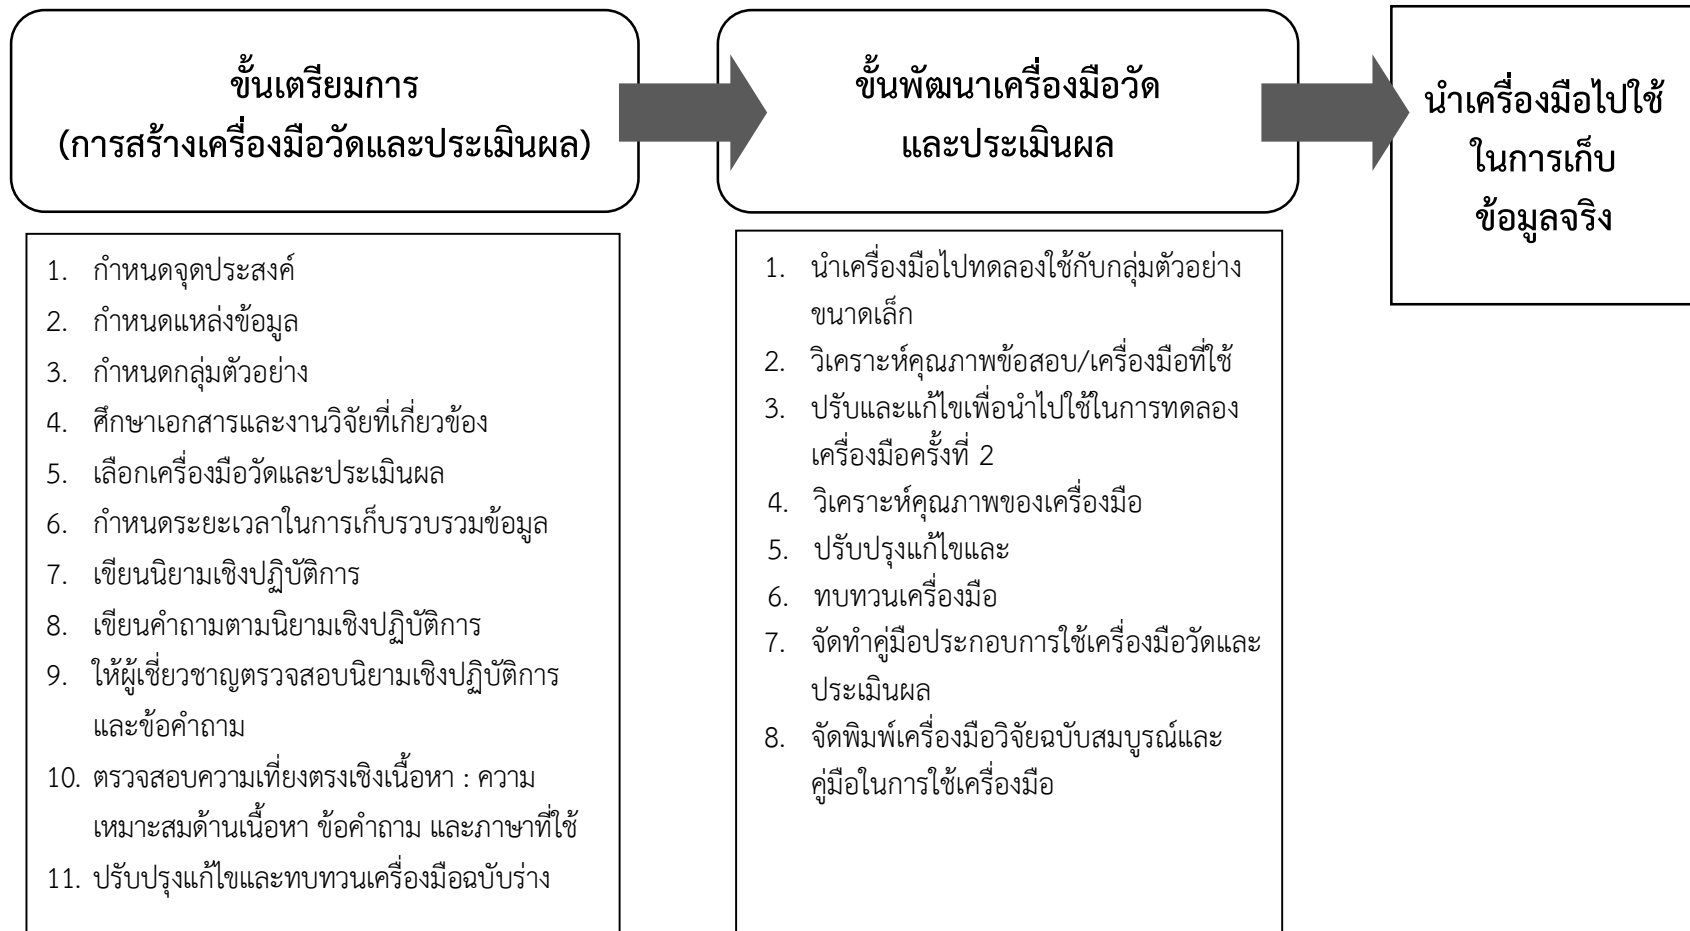 ขั้นเตรียมการ
(การสร้างเครื่องมือวัดและประเมินผล)
ขั้นพัฒนาเครื่องมือวัด
และประเมินผล
นำเครื่องมือไปใช้
ในการเก็บ
ข้อมูลจริง
1. กำหนดจุดประสงค์
2. กำหนดแหล่งข้อมูล
3. กำหนดกลุ่มตัวอย่าง
4. ศึกษาเอกสารและงานวิจัยที่เกี่ยวข้อง
5. เลือกเครื่องมือวัดและประเมินผล
6. กำหนดระยะเวลาในการเก็บรวบรวมข้อมูล
7. เขียนนิยามเชิงปฏิบัติการ
8. เขียนคำถามตามนิยามเชิงปฏิบัติการ
9. ให้ผู้เชี่ยวชาญตรวจสอบนิยามเชิงปฏิบัติการ
และข้อคำถาม
10. ตรวจสอบความเที่ยงตรงเชิงเนื้อหา : ความ
เหมาะสมด้านเนื้อหา ข้อคำถาม และภาษาที่ใช้
11. ปรับปรุงแก้ไขและทบทวนเครื่องมือฉบับร่าง
1. นำเครื่องมือไปทดลองใช้กับกลุ่มตัวอย่าง
ขนาดเล็ก
2. วิเคราะห์คุณภาพข้อสอบ/เครื่องมือที่ใช้
3. ปรับและแก้ไขเพื่อนำไปใช้ในการทดลอง
เครื่องมือครั้งที่ 2
4. วิเคราะห์คุณภาพของเครื่องมือ
5. ปรับปรุงแก้ไขและ
6. ทบทวนเครื่องมือ
7. จัดทำคู่มือประกอบการใช้เครื่องมือวัดและ
ประเมินผล
8. จัดพิมพ์เครื่องมือวิจัยฉบับสมบูรณ์และ
คู่มือในการใช้เครื่องมือ